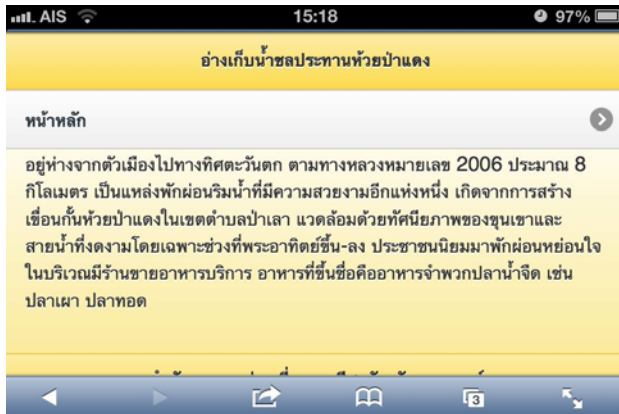 AIS 15:18 97%
อ่างเก็บน้ำชลประทานห้วยป่าแดง
หน้าหลัก
อยู่ห่างจากตัวเมืองไปทางทิศตะวันตก ตามทางหลวงหมายเลข 2006 ประมาณ 8
กิโลเมตร เป็นแหล่งพักผ่อนริมน้ำที่มีความสวยงามอีกแห่งหนึ่ง เกิดจากการสร้าง
เขื่อนกั้นห้วยป่าแดงในเขตตำบลป่าเลา แวดล้อมด้วยทัศนียภาพของขุนเขาและ
สายน้ำที่งดงามโดยเฉพาะช่วงที่พระอาทิตย์ขึ้น-ลง ประชาชนนิยมมาพักผ่อนหย่อนใจ
ในบริเวณมีร้านขายอาหารบริการ อาหารที่ขึ้นชื่อคืออาหารจำพวกปลาน้ำจืด เช่น
ปลาเผา ปลาทอด
3